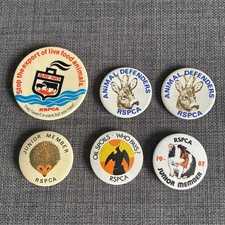 Stop the export of live food animals.
RSPCA
ANIMAL DEFENDERS
RSPCA
ANIMAL DEFENDERS
RSPCA
JUNIOR MEMBER
RSPCA
OIL SPOILS - WHO PAYS?
RSPCA
RSPCA
19 87
JUNIOR MEMBER